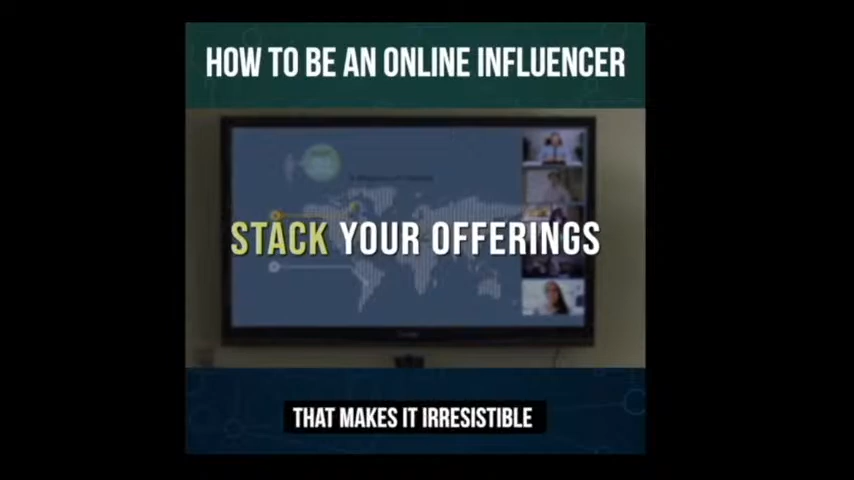 HOW TO BE AN ONLINE INFLUENCER
STACK YOUR OFFERINGS
THAT MAKES IT IRRESISTIBLE